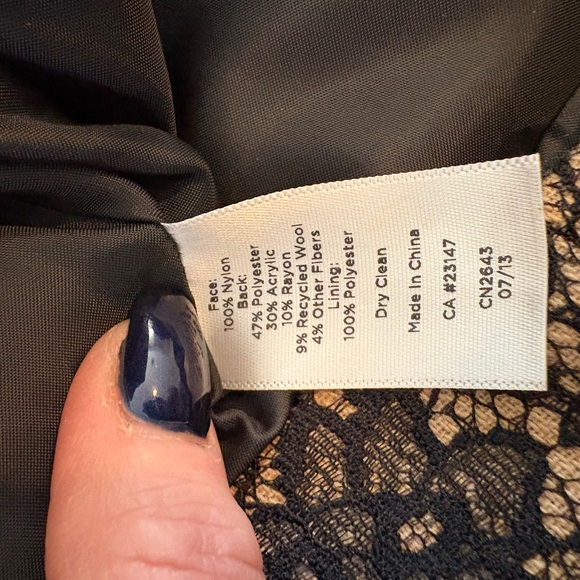 Face:
100% Nylon
Back:
47% Polyester
30% Acrylic
10% Rayon
9% Recycled Wool
4% Other Fibers
Lining:
100% Polyester
Dry Clean
Made In China
CA #23147
CN2643
07/13